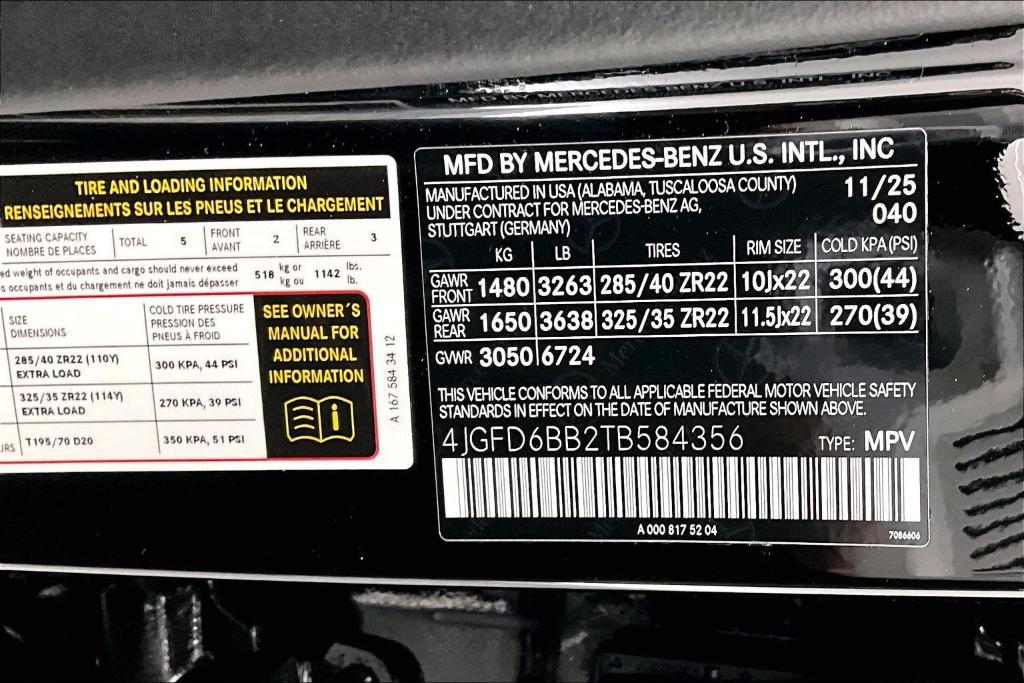 TIRE AND LOADING INFORMATION
RENSEIGNEMENTS SUR LES PNEUS ET LE CHARGEMENT
SEATING CAPACITY
NOMBRE DE PLACES
TOTAL 5
FRONT
AVANT
2
REAR
ARRIÈRE
3
ed weight of occupants and cargo should never exceed
s occupants et du chargement ne doit jamais dépasser
518 kg or
kg ou
1142 lbs.
lb.
SIZE
DIMENSIONS
COLD TIRE PRESSURE
PRESSION DES
PNEUS À FROID
285/40 ZR22 (110Y)
EXTRA LOAD
300 KPA, 44 PSI
325/35 ZR22 (114Y)
EXTRA LOAD
270 KPA, 39 PSI
URS T195/70 D20 350 KPA, 51 PSI
SEE OWNER´S
MANUAL FOR
ADDITIONAL
INFORMATION
A 167 584 34 12
MFD BY MERCEDES-BENZ U.S. INTL., INC
MANUFACTURED IN USA (ALABAMA, TUSCALOOSA COUNTY)
UNDER CONTRACT FOR MERCEDES-BENZ AG,
STUTTGART (GERMANY)
11/25
040
KG LB TIRES RIM SIZE COLD KPA (PSI)
GAWR
FRONT
1480 3263 285/40 ZR22 10Jx22 300(44)
GAWR
REAR
1650 3638 325/35 ZR22 11.5Jx22 270(39)
GVWR 3050 6724
THIS VEHICLE CONFORMS TO ALL APPLICABLE FEDERAL MOTOR VEHICLE SAFETY
STANDARDS IN EFFECT ON THE DATE OF MANUFACTURE SHOWN ABOVE.
4JGFD6BB2TB584356 TYPE: MPV
A 000 817 52 04
7086606